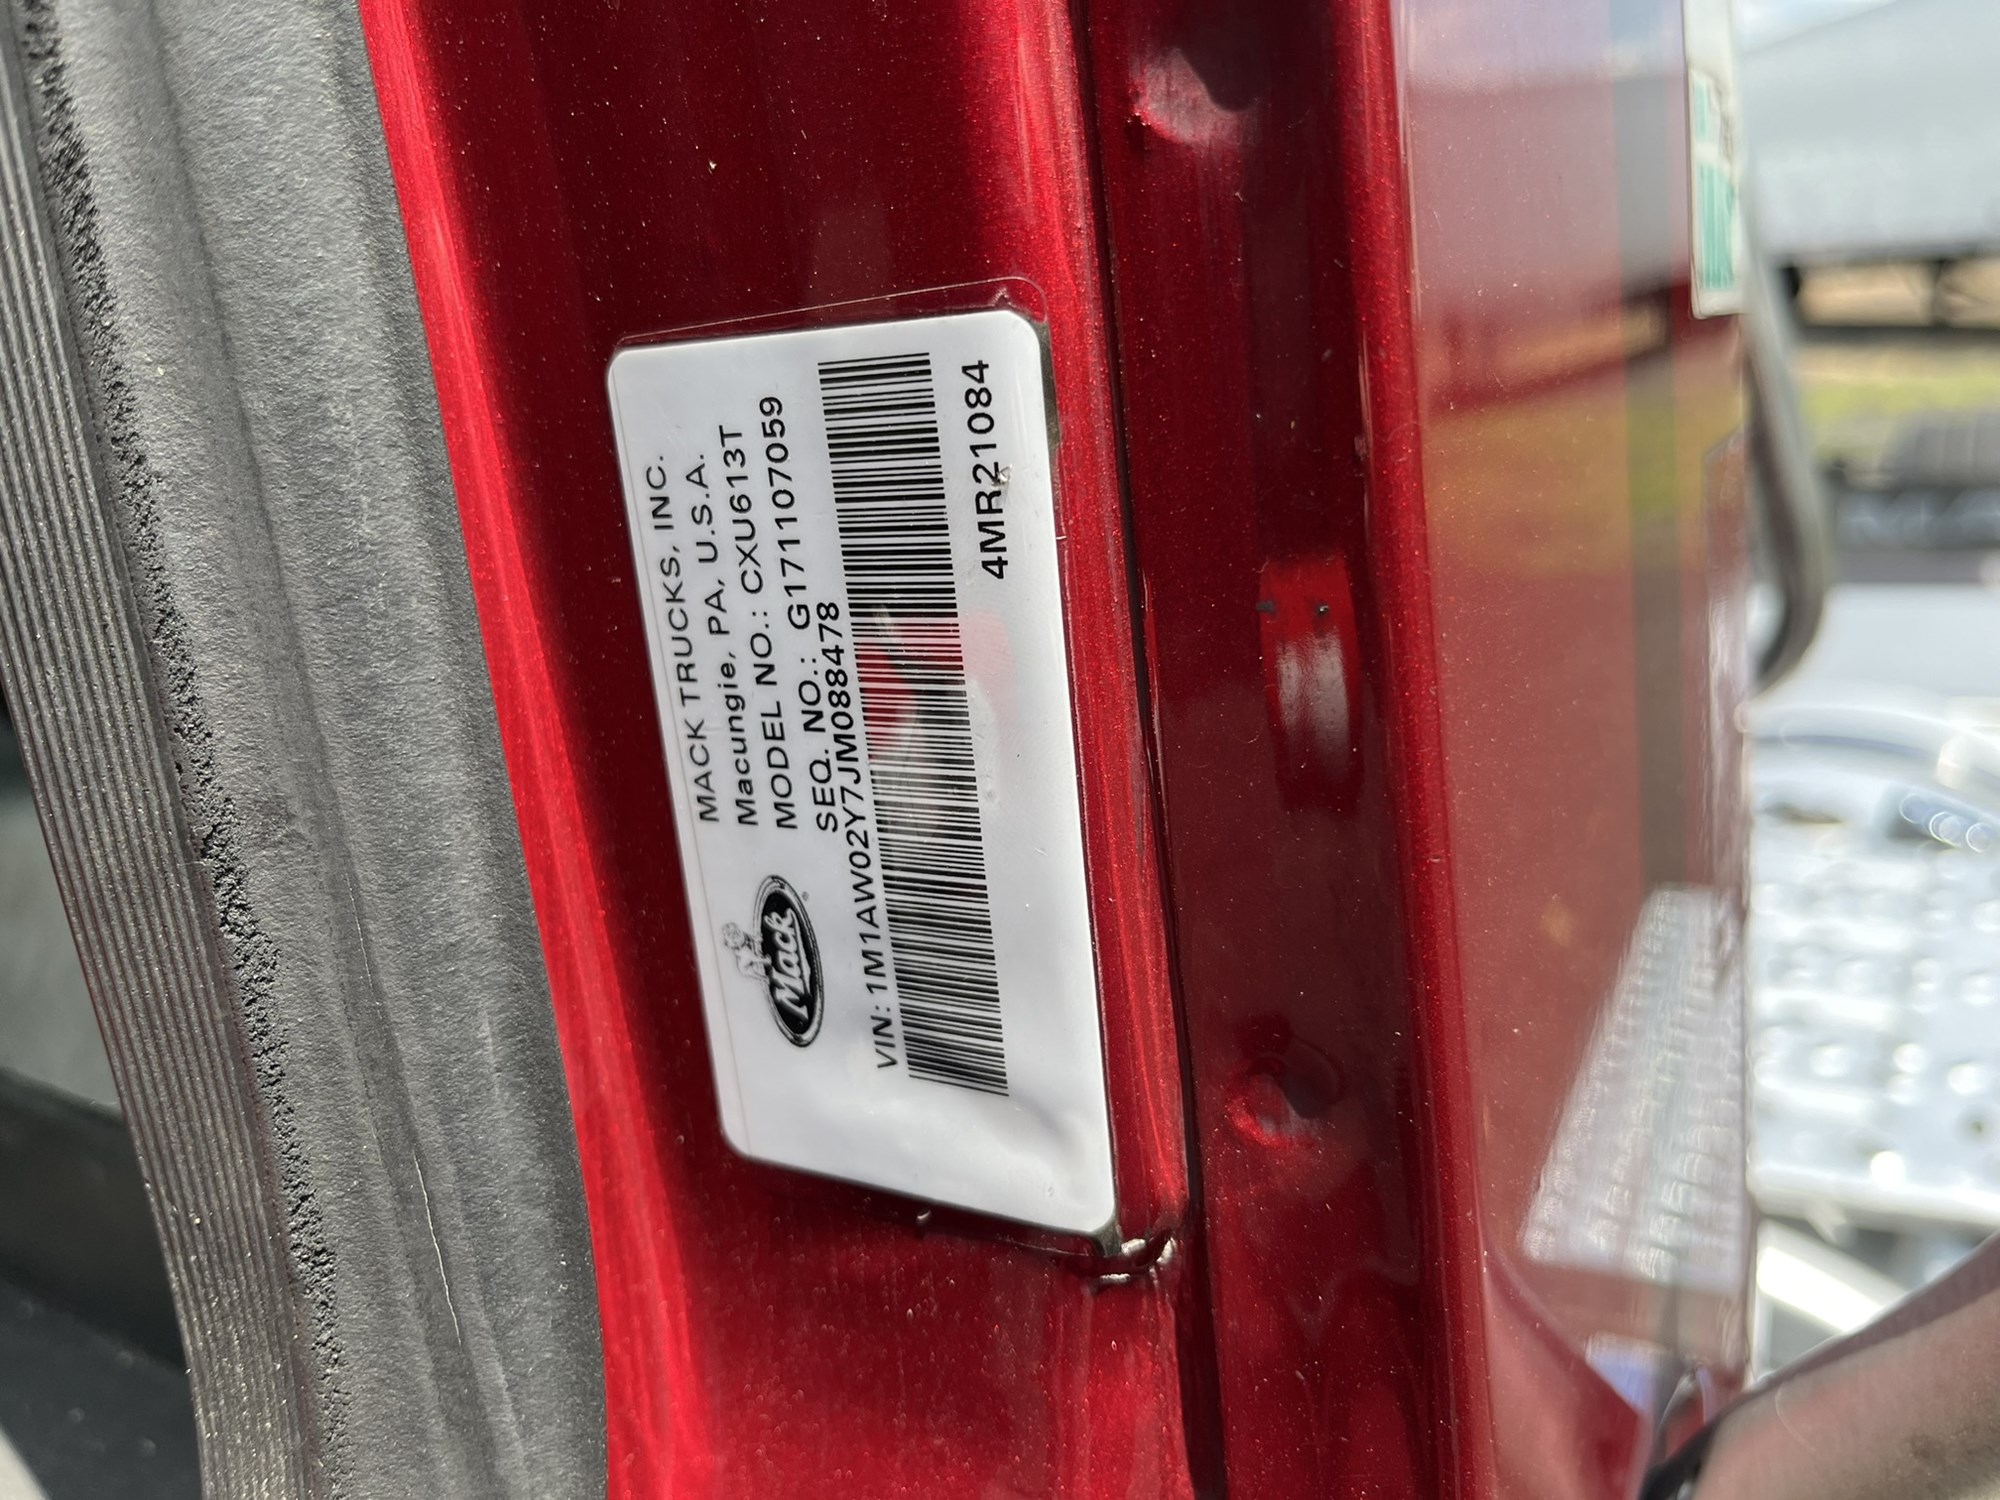 MACK TRUCKS, INC.
Macungie, PA, U.S.A.
MODEL NO.: CXU613T
SEQ. NO.: G171107059
Mack
VIN: 1M1AW02Y7JM088478
4MR21084